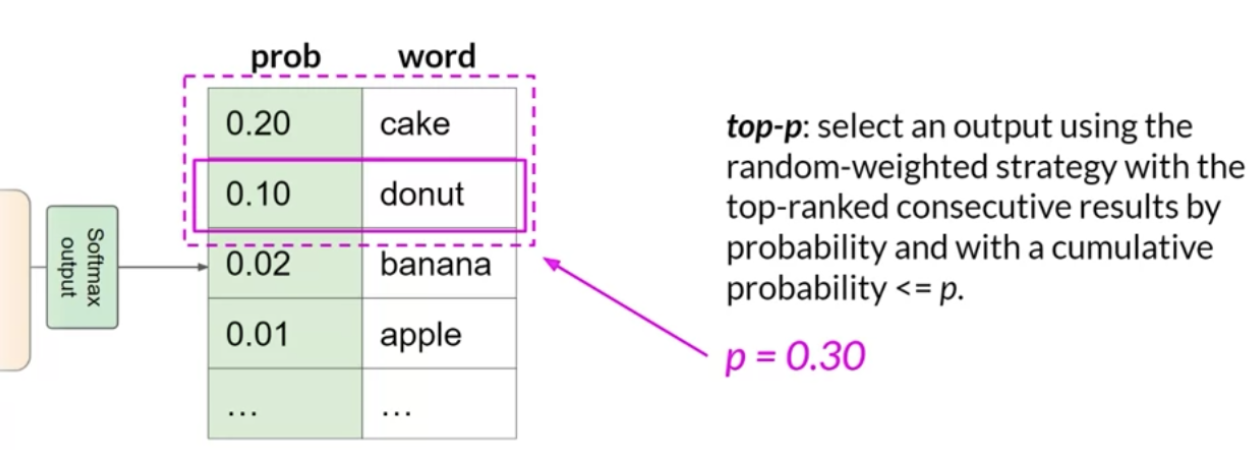 prob word
0.20 cake
0.10 donut
0.02 banana
0.01 apple
... ...
Softmax
output
top-p: select an output using the
random-weighted strategy with the
top-ranked consecutive results by
probability and with a cumulative
probability <= p.
p = 0.30